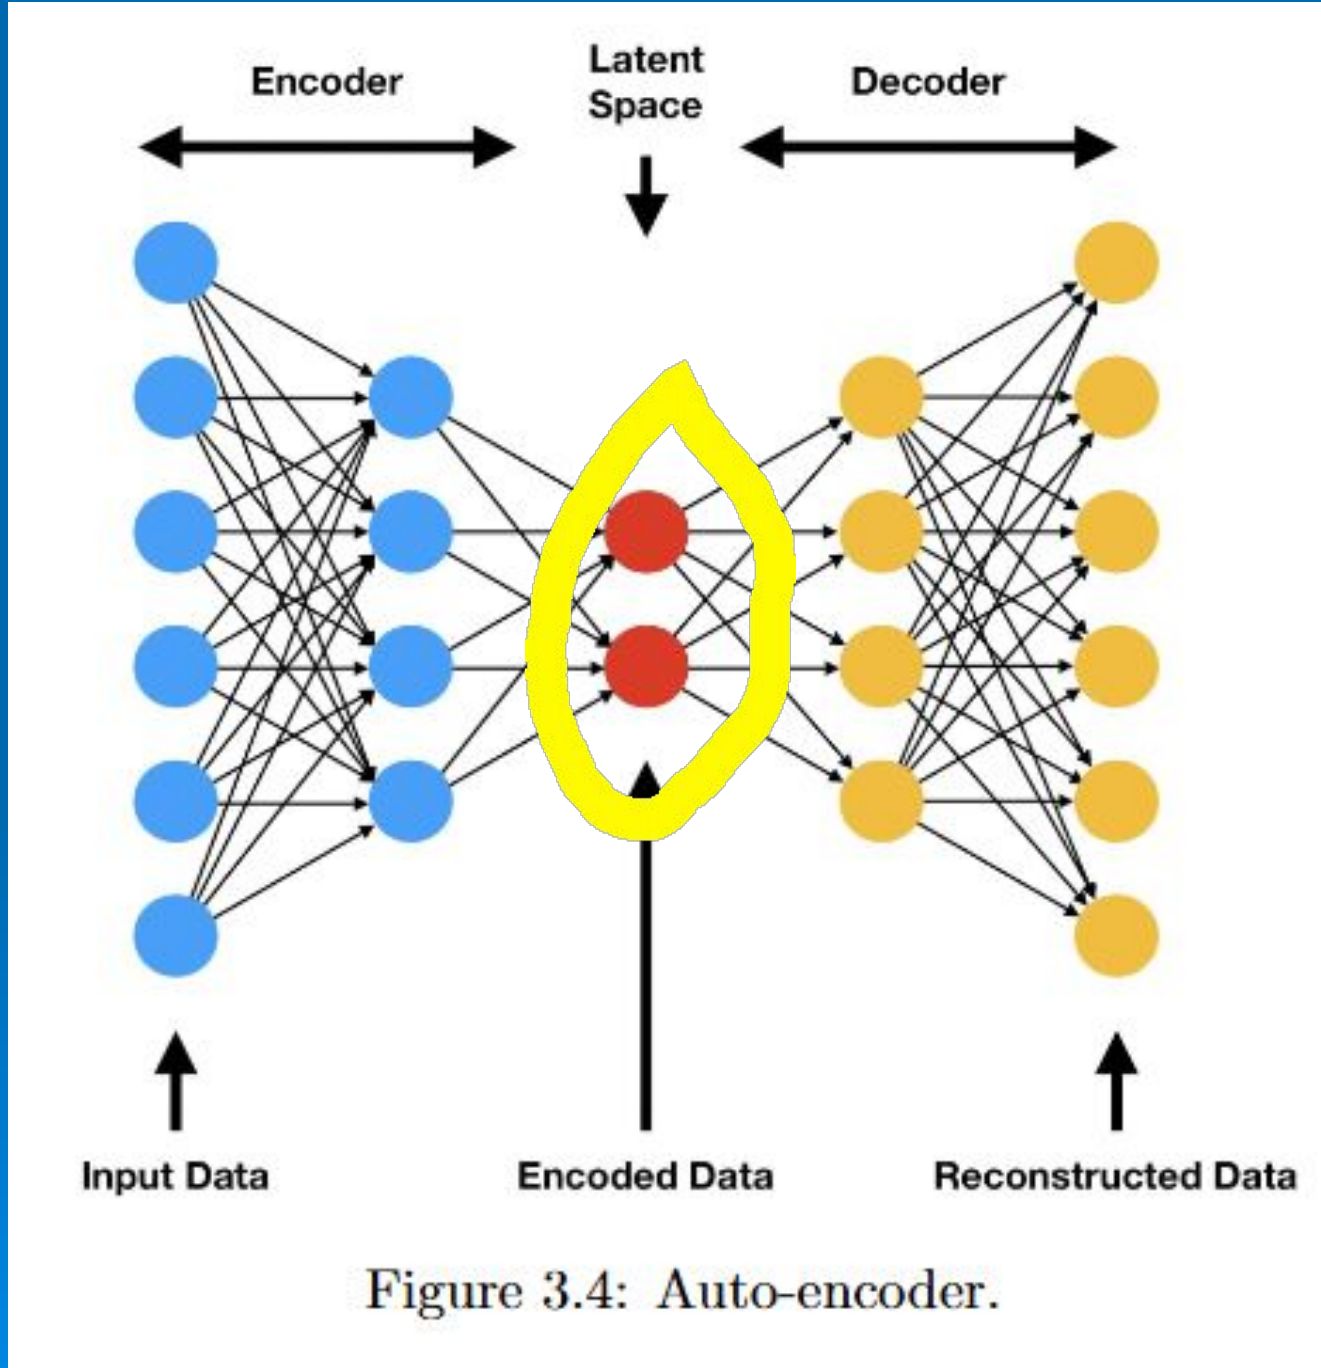 Encoder
Latent
Space
Decoder
Input Data
Encoded Data
Reconstructed Data
Figure 3.4: Auto-encoder.